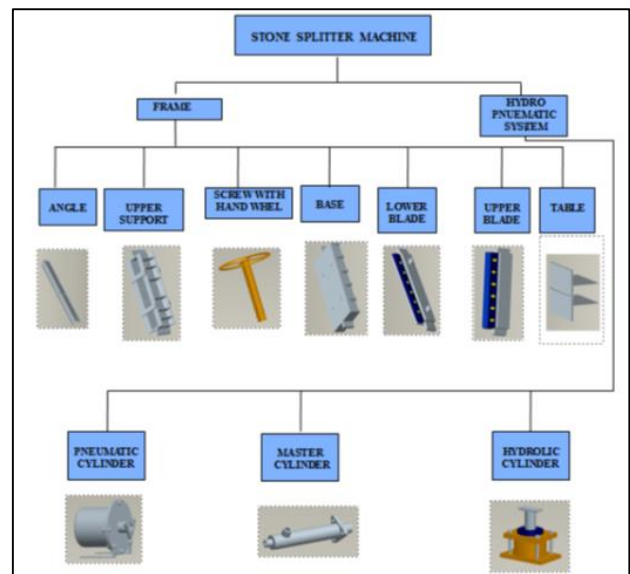 STONE SPLITTER MACHINE
FRAME
HYDRO
PNUEMATIC
SYSTEM
ANGLE
UPPER
SUPPORT
SCREW WITH
HAND WHEL
BASE
LOWER
BLADE
UPPER
BLADE
TABLE
PNEUMATIC
CYLINDER
MASTER
CYLINDER
HYDROLIC
CYLINDER